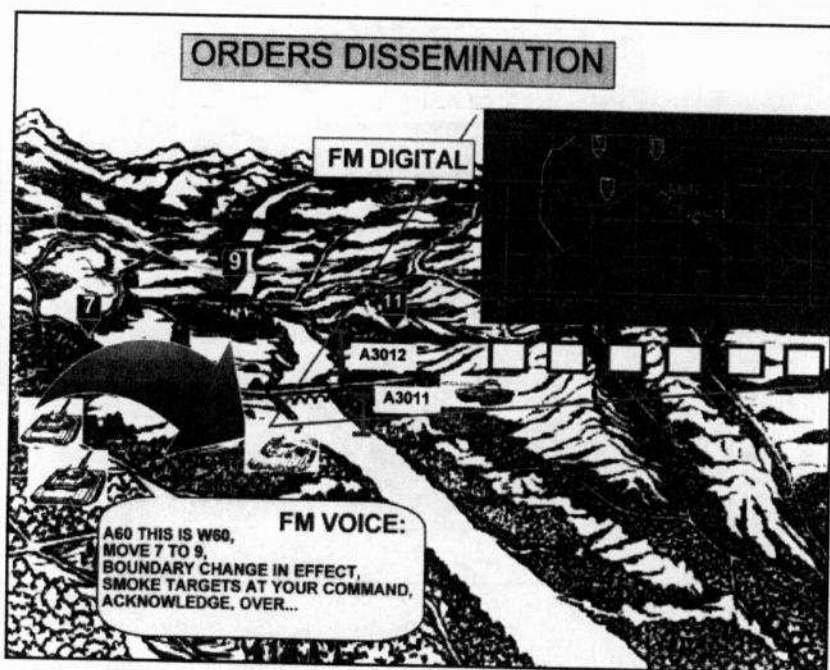 ORDERS DISSEMINATION
FM DIGITAL
9
7
11
A3012
A3011
FM VOICE:
A60 THIS IS W60,
MOVE 7 TO 9,
BOUNDARY CHANGE IN EFFECT,
SMOKE TARGETS AT YOUR COMMAND,
ACKNOWLEDGE, OVER...